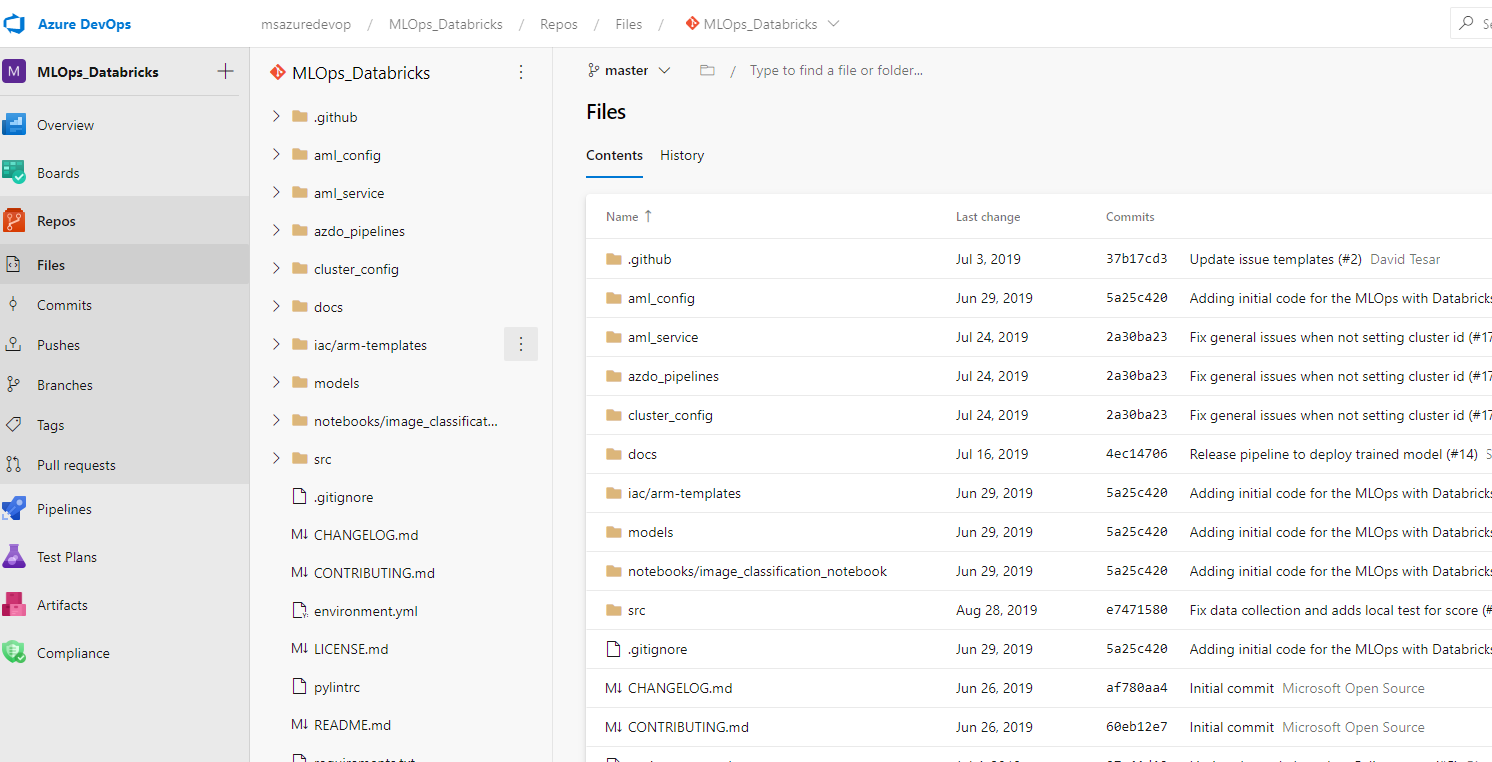 Azure DevOps
msazuredevop / MLOps_Databricks / Repos / Files / MLOps_Databricks
M MLOps_Databricks
Overview
Boards
Repos
Files
Commits
Pushes
Branches
Tags
Pull requests
Pipelines
Test Plans
Artifacts
Compliance
MLOps_Databricks
.github
aml_config
aml_service
azdo_pipelines
cluster_config
docs
iac/arm-templates
models
notebooks/image_classificat...
src
.gitignore
M↓ CHANGELOG.md
M↓ CONTRIBUTING.md
environment.yml
M↓ LICENSE.md
pylintrc
M↓ README.md
master / Type to find a file or folder...
Files
Contents History
Name ↑ Last change Commits
.github Jul 3, 2019 37b17cd3 Update issue templates (#2) David Tesar
aml_config Jun 29, 2019 5a25c420 Adding initial code for the MLOps with Databricks
aml_service Jul 24, 2019 2a30ba23 Fix general issues when not setting cluster id (#17
azdo_pipelines Jul 24, 2019 2a30ba23 Fix general issues when not setting cluster id (#17
cluster_config Jul 24, 2019 2a30ba23 Fix general issues when not setting cluster id (#17
docs Jul 16, 2019 4ec14706 Release pipeline to deploy trained model (#14) S
iac/arm-templates Jun 29, 2019 5a25c420 Adding initial code for the MLOps with Databricks
models Jun 29, 2019 5a25c420 Adding initial code for the MLOps with Databricks
notebooks/image_classification_notebook Jun 29, 2019 5a25c420 Adding initial code for the MLOps with Databricks
src Aug 28, 2019 e7471580 Fix data collection and adds local test for score (#
.gitignore Jun 29, 2019 5a25c420 Adding initial code for the MLOps with Databricks
M↓ CHANGELOG.md Jun 26, 2019 af780aa4 Initial commit Microsoft Open Source
M↓ CONTRIBUTING.md Jun 26, 2019 60eb12e7 Initial commit Microsoft Open Source